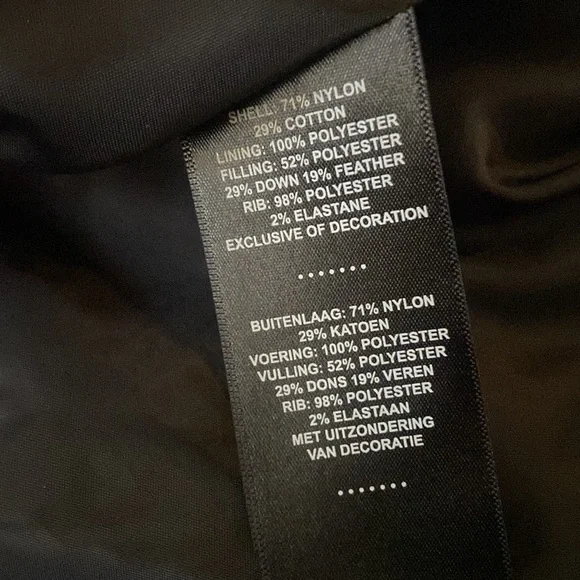 SHELL: 71% NYLON
29% COTTON
LINING: 100% POLYESTER
FILLING: 52% POLYESTER
29% DOWN 19% FEATHER
RIB: 98% POLYESTER
2% ELASTANE
EXCLUSIVE OF DECORATION
.......
BUITENLAAG: 71% NYLON
29% KATOEN
VOERING: 100% POLYESTER
VULLING: 52% POLYESTER
29% DONS 19% VEREN
RIB: 98% POLYESTER
2% ELASTAAN
MET UITZONDERING
VAN DECORATIE
.......